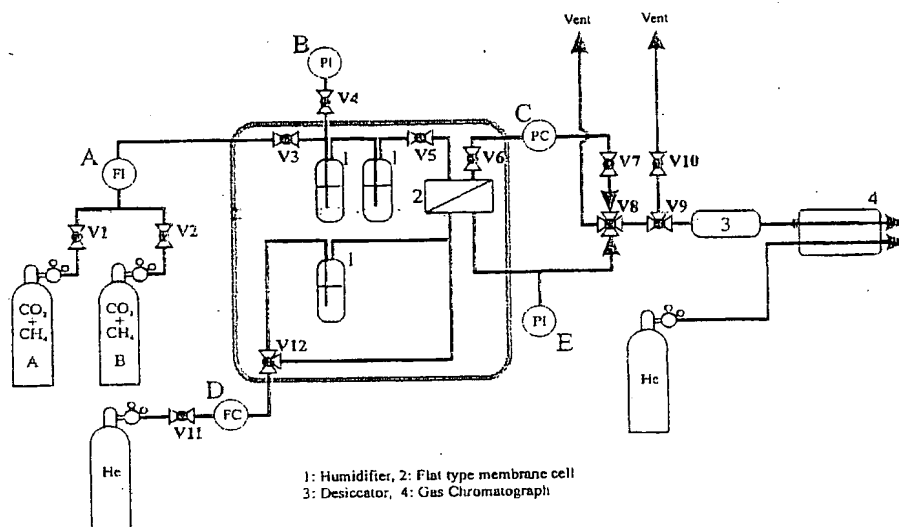 Vent Vent
B
PI
V4
C
PC
A
FI
V3
1
1
V5
V6
V7
V10
2
V8
V9
3
4
V1
V2
CO₂
+
CH₄
A
CO₂
+
CH₄
B
1
PI
E
V12
D
FC
V11
He
He
1: Humidifier, 2: Flat type membrane cell
3: Desiccator, 4: Gas Chromatograph